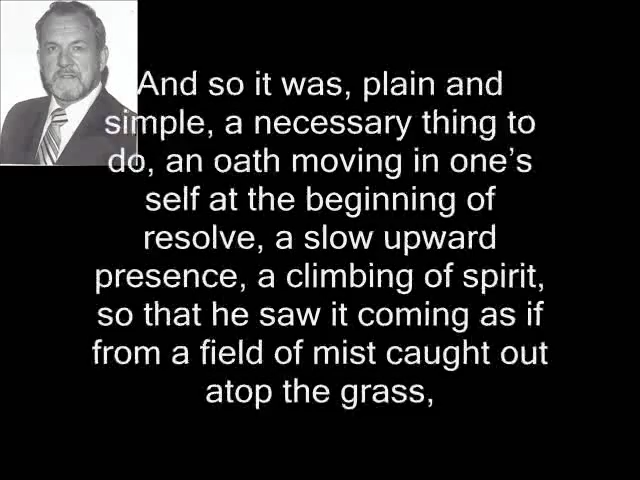 And so it was, plain and
simple, a necessary thing to
do, an oath moving in one’s
self at the beginning of
resolve, a slow upward
presence, a climbing of spirit,
so that he saw it coming as if
from a field of mist caught out
atop the grass,